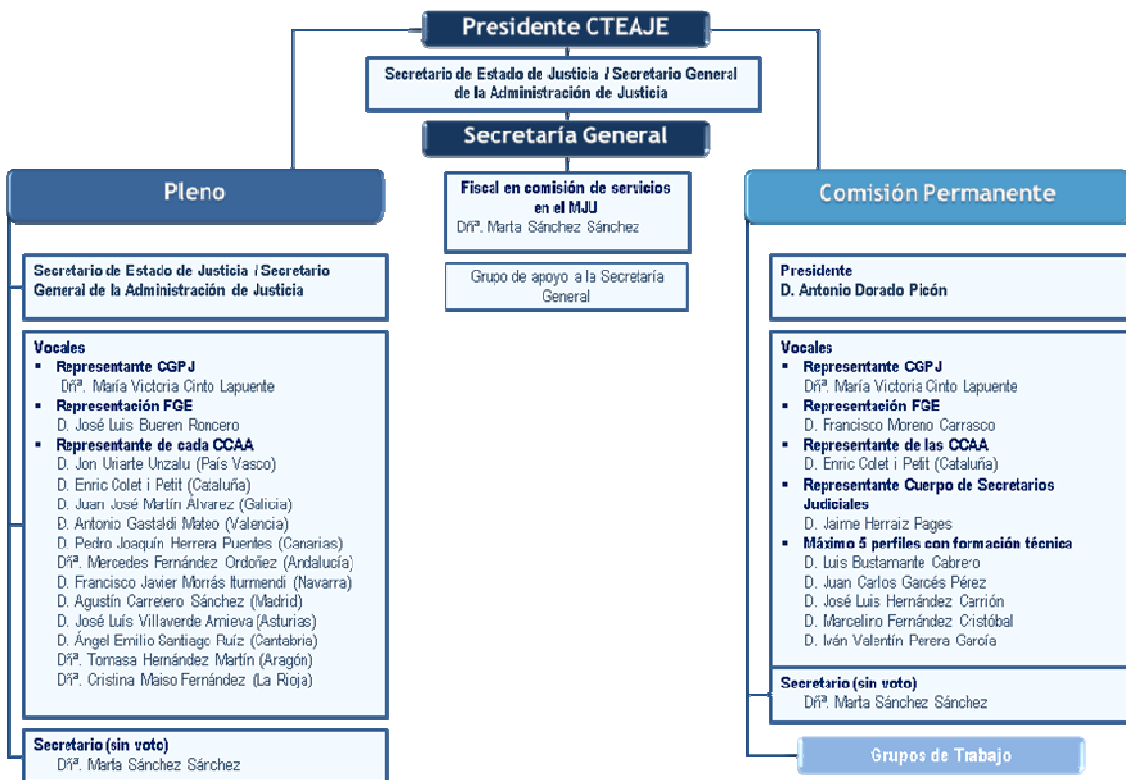 Presidente CTEAJE
Secretario de Estado de Justicia / Secretario General
de la Administración de Justicia
Secretaría General
Fiscal en comisión de servicios
en el MJU
Dñª. Marta Sánchez Sánchez
Grupo de apoyo a la Secretaría
General
Pleno
Secretario de Estado de Justicia / Secretario
General de la Administración de Justicia
Vocales
▪ Representante CGPJ
Dñª. María Victoria Cinto Lapuente
▪ Representación FGE
D. José Luis Bueren Roncero
▪ Representante de cada CCAA
D. Jon Uriarte Unzalu (País Vasco)
D. Enric Colet i Petit (Cataluña)
D. Juan José Martín Álvarez (Galicia)
D. Antonio Gastaldi Mateo (Valencia)
D. Pedro Joaquín Herrera Puentes (Canarias)
Dñª. Mercedes Fernández Ordoñez (Andalucía)
D. Francisco Javier Morrás Iturmendi (Navarra)
D. Agustín Carretero Sánchez (Madrid)
D. José Luís Villaverde Amieva (Asturias)
D. Ángel Emilio Santiago Ruíz (Cantabria)
Dñª. Tomasa Hernández Martín (Aragón)
Dñª. Cristina Maiso Fernández (La Rioja)
Secretario (sin voto)
Dñª. Marta Sánchez Sánchez
Comisión Permanente
Presidente
D. Antonio Dorado Picón
Vocales
▪ Representante CGPJ
Dñª. María Victoria Cinto Lapuente
▪ Representación FGE
D. Francisco Moreno Carrasco
▪ Representante de las CCAA
D. Enric Colet i Petit (Cataluña)
▪ Representante Cuerpo de Secretarios
Judiciales
D. Jaime Herraiz Pages
▪ Máximo 5 perfiles con formación técnica
D. Luis Bustamante Cabrero
D. Juan Carlos Garcés Pérez
D. José Luis Hernández Carrión
D. Marcelino Fernández Cristóbal
D. Iván Valentín Perera García
Secretario (sin voto)
Dñª. Marta Sánchez Sánchez
Grupos de Trabajo